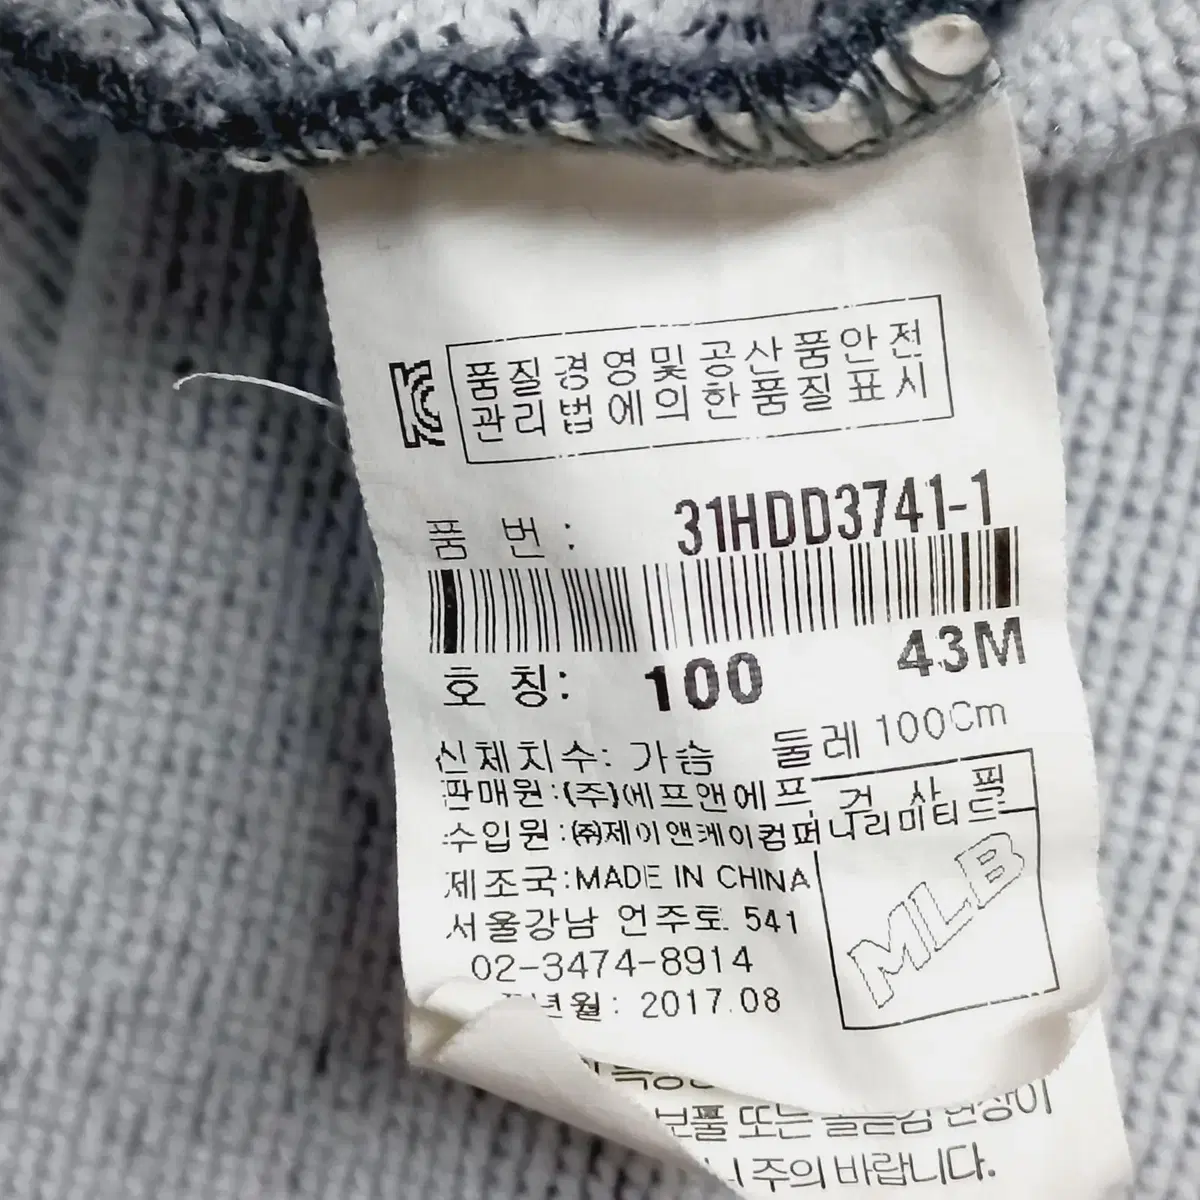 품질경영및공산품안전
관리법에의한품질표시
품 번 : 31HDD3741-1
호 칭: 100 43M
신체치수: 가슴 둘레 100Cm
판매원:(주)에프앤에프
검 사 필
수입원:㈜제이앤케이컴퍼니리미티드
MLB
제조국:MADE IN CHINA
서울강남 언주로 541
02-3474-8914
년월: 2017.08
보풀 또는 현상이
주의 바랍니다.